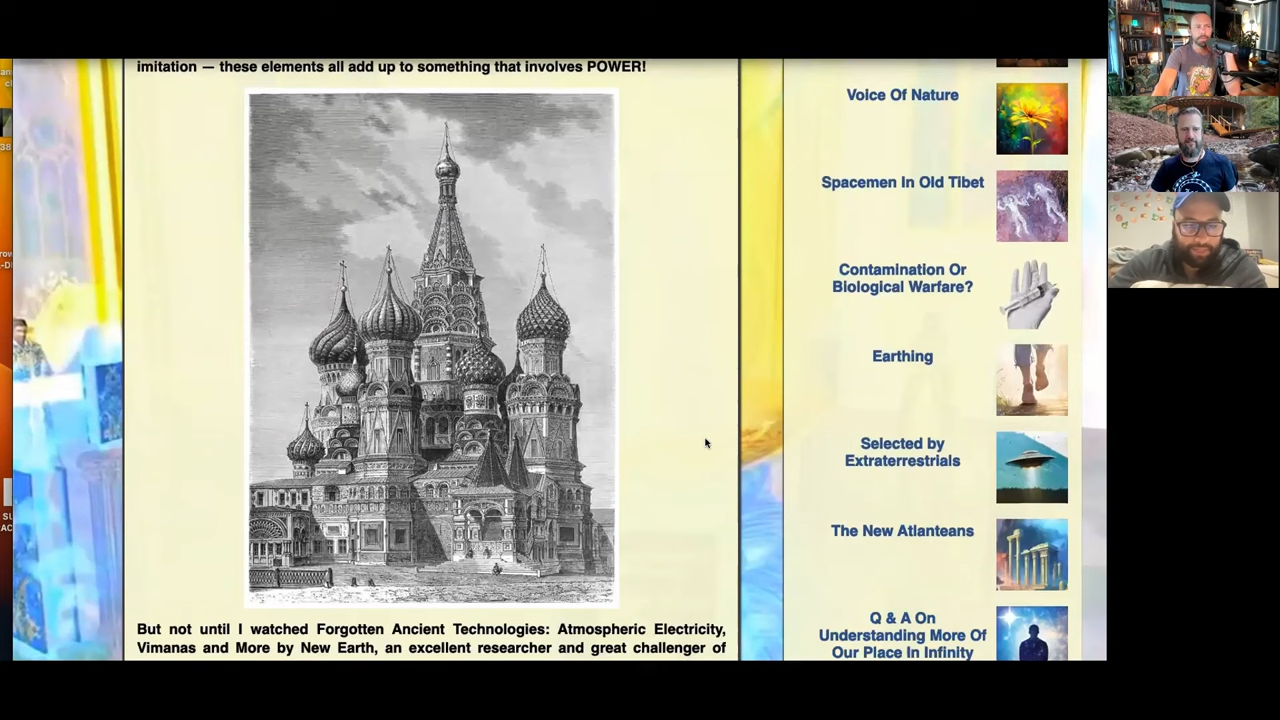 imitation — these elements all add up to something that involves POWER!
But not until I watched Forgotten Ancient Technologies: Atmospheric Electricity,
Vimanas and More by New Earth, an excellent researcher and great challenger of
Voice Of Nature
Spacemen In Old Tibet
Contamination Or
Biological Warfare?
Earthing
Selected by
Extraterrestrials
The New Atlanteans
Q & A On
Understanding More Of
Our Place In Infinity